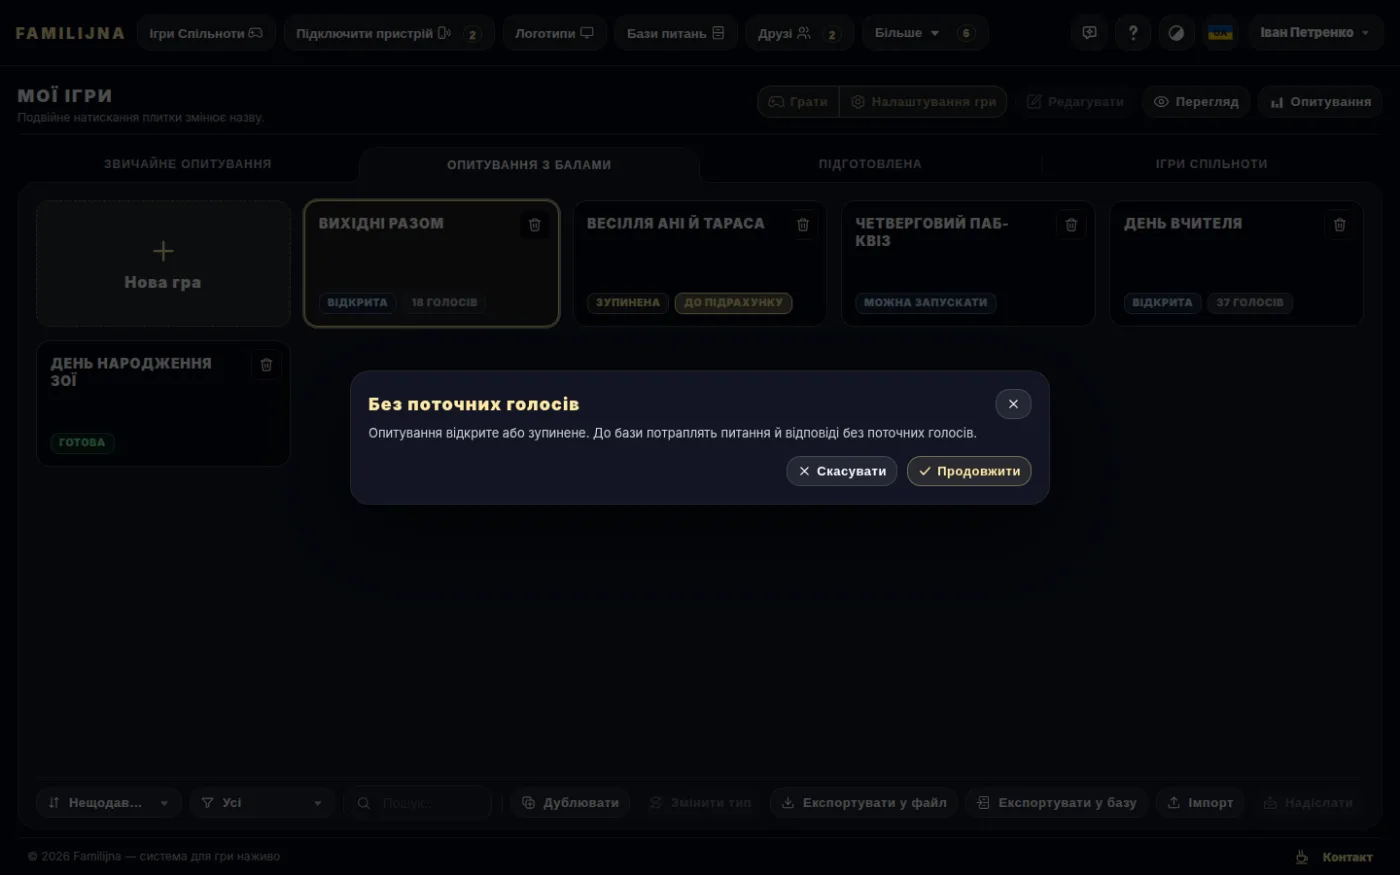 FAMILIJNA
Ігри Спільноти
Підключити пристрій 2
Логотипи
Бази питань
Друзі 2
Більше 6
?
Іван Петренко
МОЇ ІГРИ
Подвійне натискання плитки змінює назву.
Грати
Налаштування гри
Редагувати
Перегляд
Опитування
ЗВИЧАЙНЕ ОПИТУВАННЯ
ОПИТУВАННЯ З БАЛАМИ
ПІДГОТОВЛЕНА
ІГРИ СПІЛЬНОТИ
Нова гра
ВИХІДНІ РАЗОМ
ВІДКРИТА
18 ГОЛОСІВ
ВЕСІЛЛЯ АНІ Й ТАРАСА
ЗУПИНЕНА
ДО ПІДРАХУНКУ
ЧЕТВЕРГОВИЙ ПАБ-
КВІЗ
МОЖНА ЗАПУСКАТИ
ДЕНЬ ВЧИТЕЛЯ
ВІДКРИТА
37 ГОЛОСІВ
ДЕНЬ НАРОДЖЕННЯ
ЗОЇ
ГОТОВА
Без поточних голосів
Опитування відкрите або зупинене. До бази потраплять питання й відповіді без поточних голосів.
Скасувати
Продовжити
Нещодав...
Усі
Пошук...
Дублювати
Змінити тип
Експортувати у файл
Експортувати у базу
Імпорт
Надіслати
© 2026 Familijna — система для гри наживо
Контакт